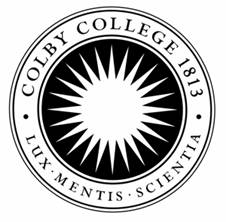 COLBY COLLEGE 1813
LUX · MENTIS · SCIENTIA